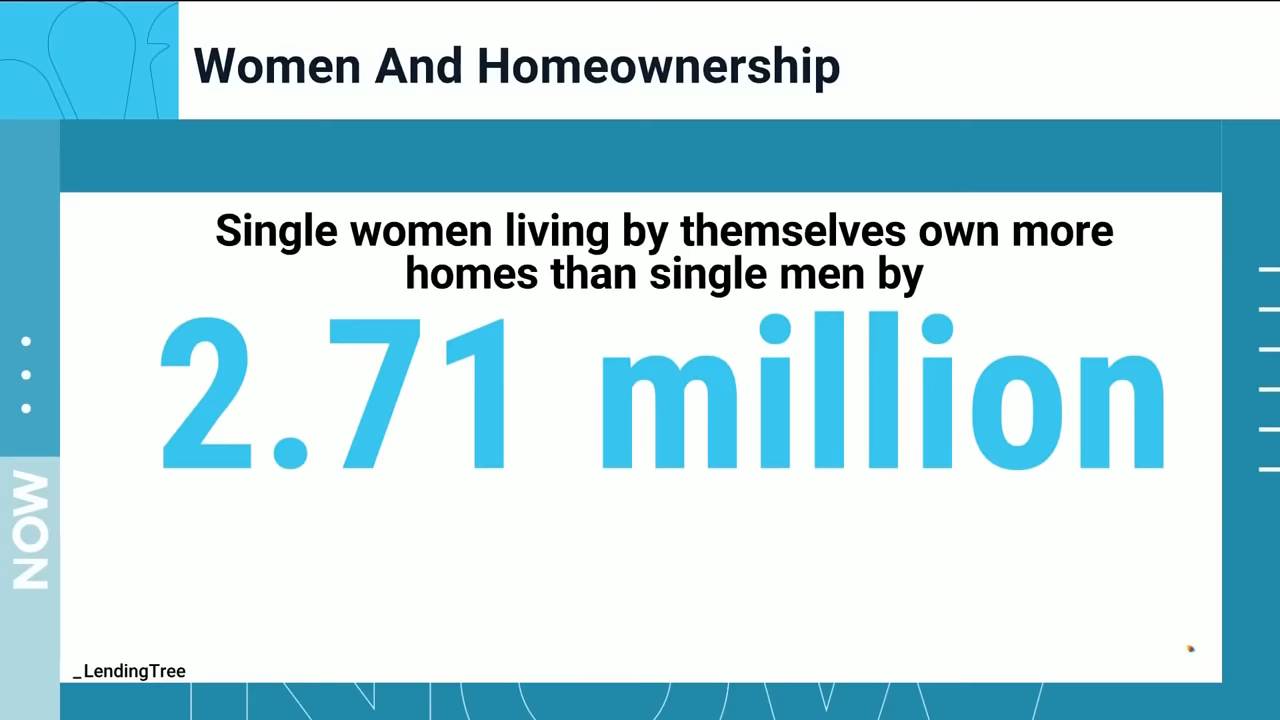 Women And Homeownership
Single women living by themselves own more
homes than single men by
2.71 million
NOW
_LendingTree
NOW